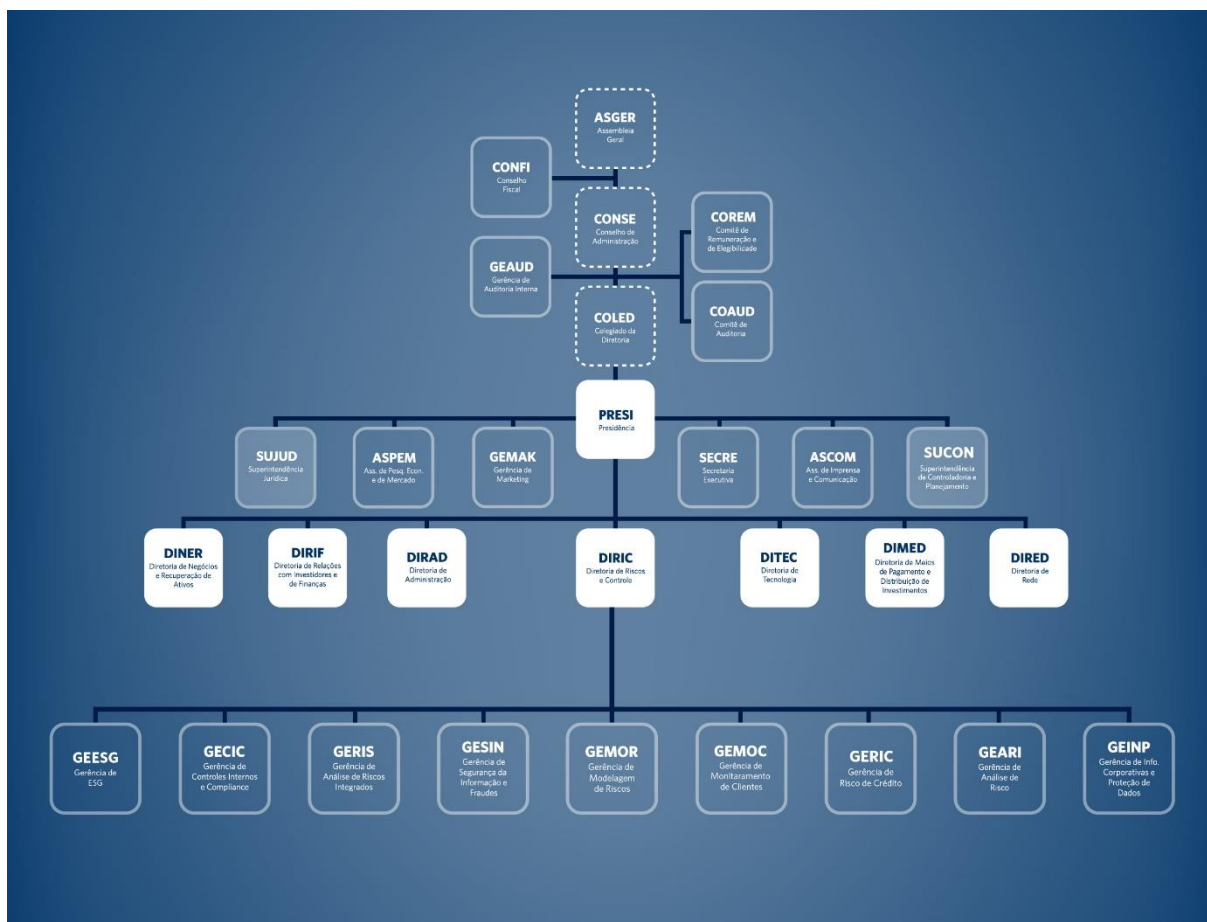 ASGER
Assembleia
Geral
CONFI
Conselho
Fiscal
CONSE
Conselho de
Administração
COREM
Comitê de
Remuneração e
de Elegibilidade
GEAUD
Gerência de
Auditoria Interna
COLED
Colegiado da
Diretoria
COAUD
Comitê de
Auditoria
PRESI
Presidência
SUJUD
Superintendência
Jurídica
ASPEM
Ass. de Pesq. Econ.
e de Mercado
GEMAK
Gerência de
Marketing
SECRE
Secretaria
Executiva
ASCOM
Ass. de Imprensa
e Comunicação
SUCON
Superintendência
de Controladoria e
Planejamento
DINER
Diretoria de Negócios
e Recuperação de
Ativos
DIRIF
Diretoria de Relações
com Investidores e
de Finanças
DIRAD
Diretoria de
Administração
DIRIC
Diretoria de Riscos
e Controle
DITEC
Diretoria de
Tecnologia
DIMED
Diretoria de Meios
de Pagamento e
Distribuição de
Investimentos
DIRED
Diretoria de
Rede
GEESG
Gerência de
ESG
GECIC
Gerência de
Controles Internos
e Compliance
GERIS
Gerência de
Análise de Riscos
Integrados
GESIN
Gerência de
Segurança da
Informação e
Fraudes
GEMOR
Gerência de
Modelagem
de Riscos
GEMOC
Gerência de
Monitaramento
de Clientes
GERIC
Gerência de
Risco de Crédito
GEARI
Gerência de
Análise de
Risco
GEINP
Gerência de Info.
Corporativas e
Proteção de
Dados